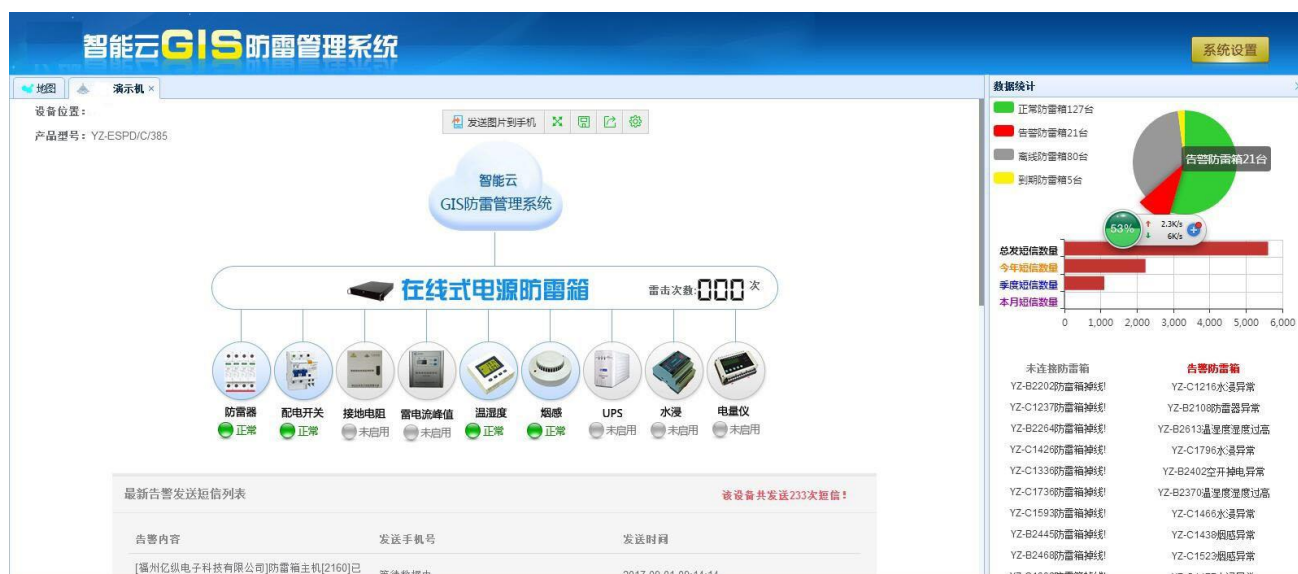 智能云GIS防雷管理系统
系统设置
地图
演示机 ×
设备位置：
产品型号：YZ-ESPD/C/385
发送图片到手机
智能云
GIS防雷管理系统
在线式电源防雷箱
雷击次数:000次
防雷器
配电开关
接地电阻
雷电流峰值
温湿度
烟感
UPS
水浸
电量仪
正常
正常
未启用
未启用
正常
正常
未启用
未启用
未启用
最新告警发送短信列表
该设备共发送233次短信！
告警内容
发送手机号
发送时间
[福州亿纵电子科技有限公司]防雷箱主机[2160]已
数据统计
正常防雷箱127台
告警防雷箱21台
离线防雷箱80台
到期防雷箱5台
告警防雷箱21台
53%
2.3K/s
6K/s
总发短信数量
今年短信数量
季度短信数量
本月短信数量
0 1,000 2,000 3,000 4,000 5,000 6,000
未连接防雷箱
YZ-B2202防雷箱掉线!
YZ-C1237防雷箱掉线!
YZ-B2264防雷箱掉线!
YZ-C1426防雷箱掉线!
YZ-C1336防雷箱掉线!
YZ-C1736防雷箱掉线!
YZ-C1593防雷箱掉线!
YZ-B2445防雷箱掉线!
YZ-B2468防雷箱掉线!
告警防雷箱
YZ-C1216水浸异常
YZ-B2108防雷器异常
YZ-B2613温湿度湿度过高
YZ-C1796水浸异常
YZ-B2402空开掉电异常
YZ-B2370温湿度湿度过高
YZ-C1466水浸异常
YZ-C1438烟感异常
YZ-C1523烟感异常